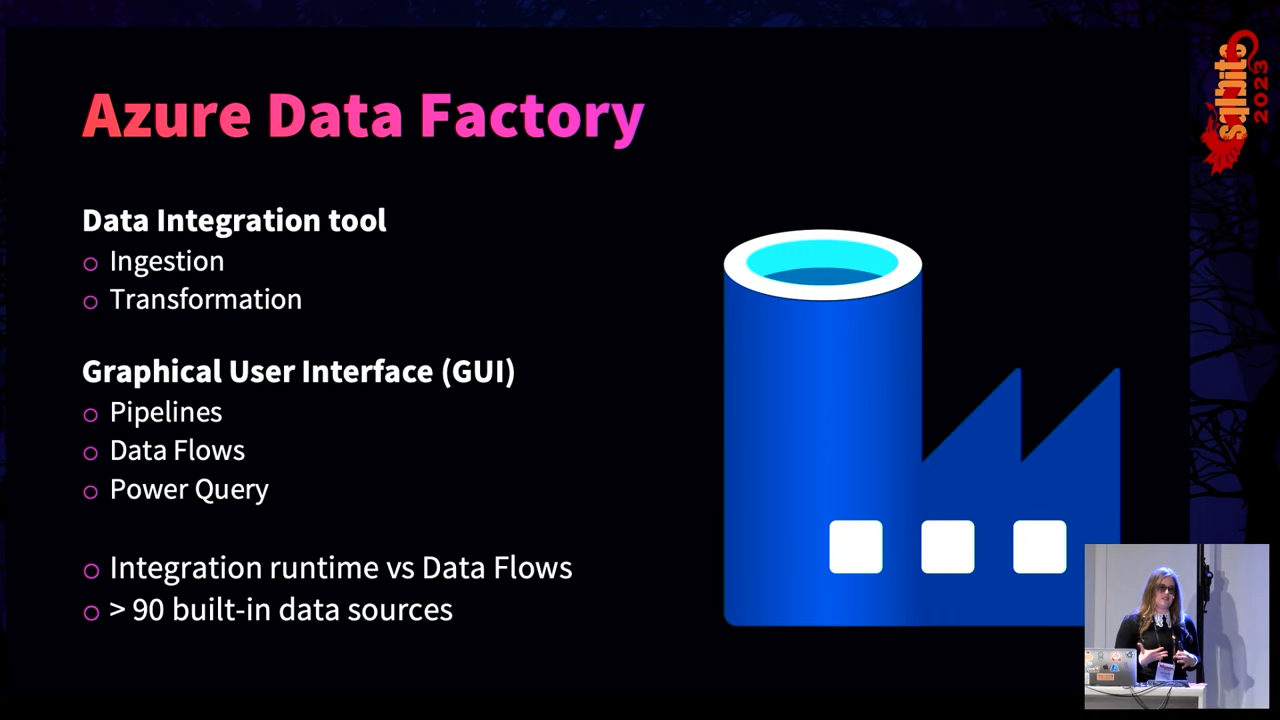 Azure Data Factory
sqlbits
2023
Data Integration tool
Ingestion
Transformation
Graphical User Interface (GUI)
Pipelines
Data Flows
Power Query
Integration runtime vs Data Flows
> 90 built-in data sources